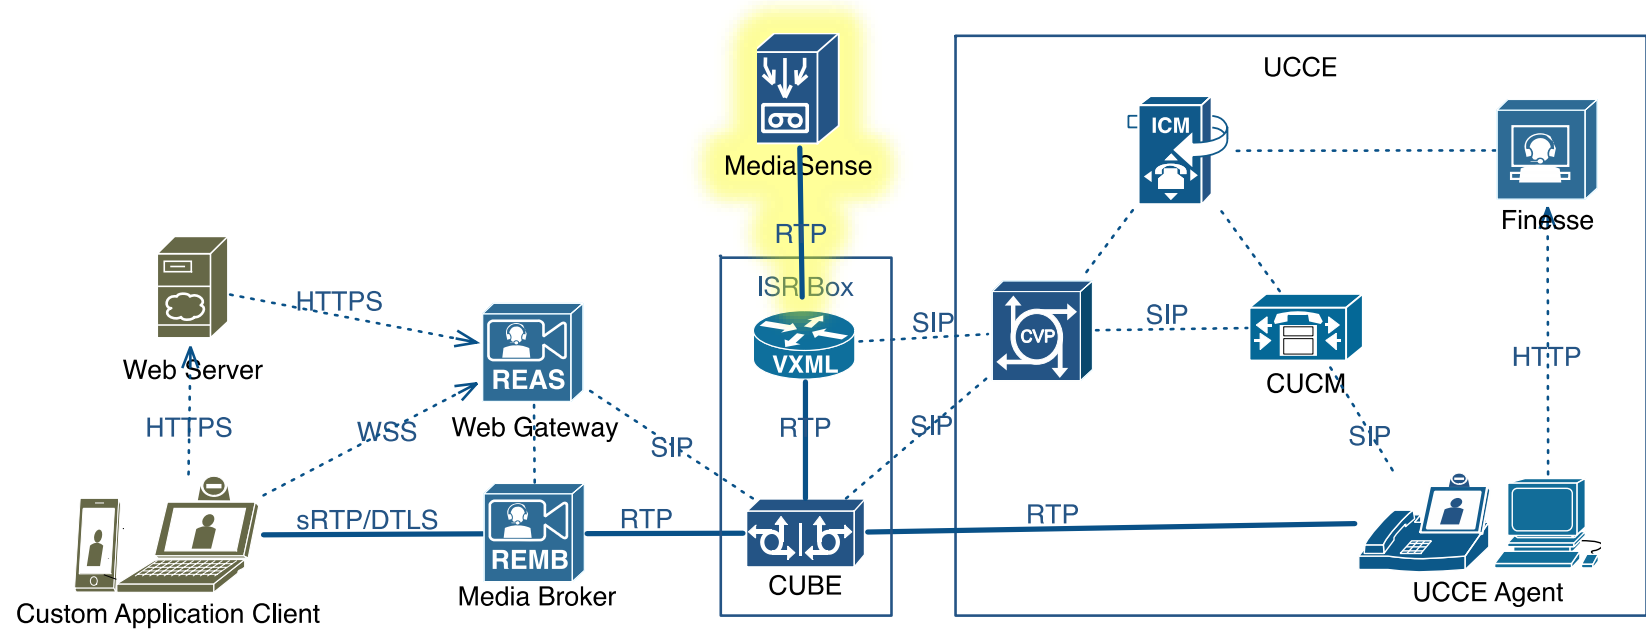 UCCE
ICM
MediaSense
Finesse
RTP
ISR Box
HTTPS
SIP
SIP
CVP
VXML
HTTP
Web Server
REAS
CUCM
HTTPS
WSS
Web Gateway
SIP
RTP
SIP
SIP
sRTP/DTLS
RTP
RTP
REMB
CUBE
Media Broker
UCCE Agent
Custom Application Client